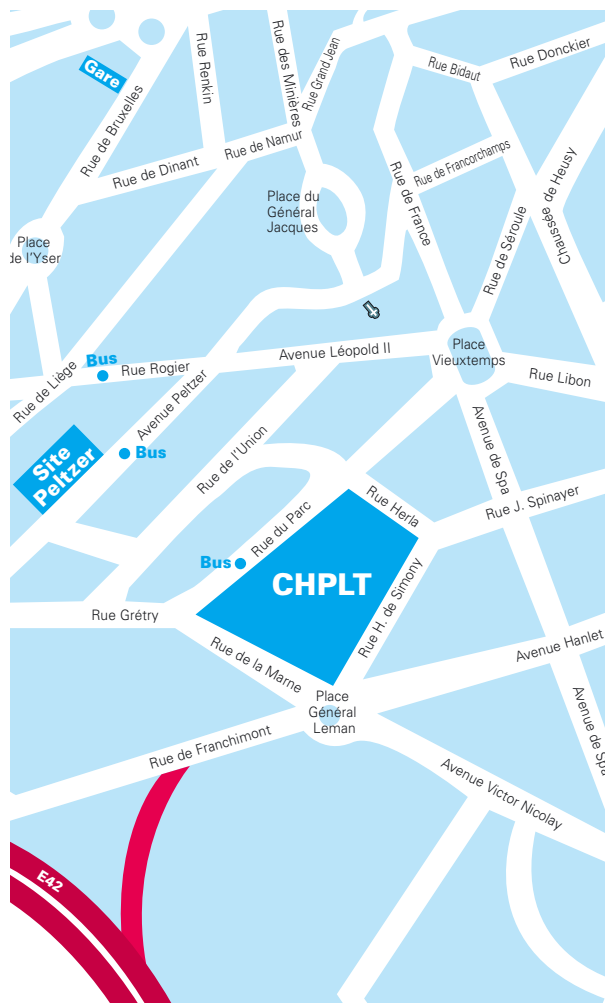 Gare
Rue de Bruxelles
Rue Renkin
Rue des Minières
Rue Grand Jean
Rue Bidaut
Rue Donckier
Rue de Dinant
Rue de Namur
Rue de Francorchamps
Place du
Général
Jacques
Rue de France
Rue de Séroule
Chaussée de Heusy
Place
de l'Yser
Rue de Liège
Bus
Rue Rogier
Avenue Léopold II
Place
Vieuxtemps
Rue Libon
Avenue Peltzer
Bus
Site
Peltzer
Rue de l'Union
Avenue de Spa
Rue Herla
Rue J. Spinayer
Rue du Parc
Bus
CHPLT
Rue H. de Simony
Rue Grétry
Rue de la Marne
Avenue Hanlet
Place
Général
Leman
Avenue de Spa
Rue de Franchimont
Avenue Victor Nicolay
E42